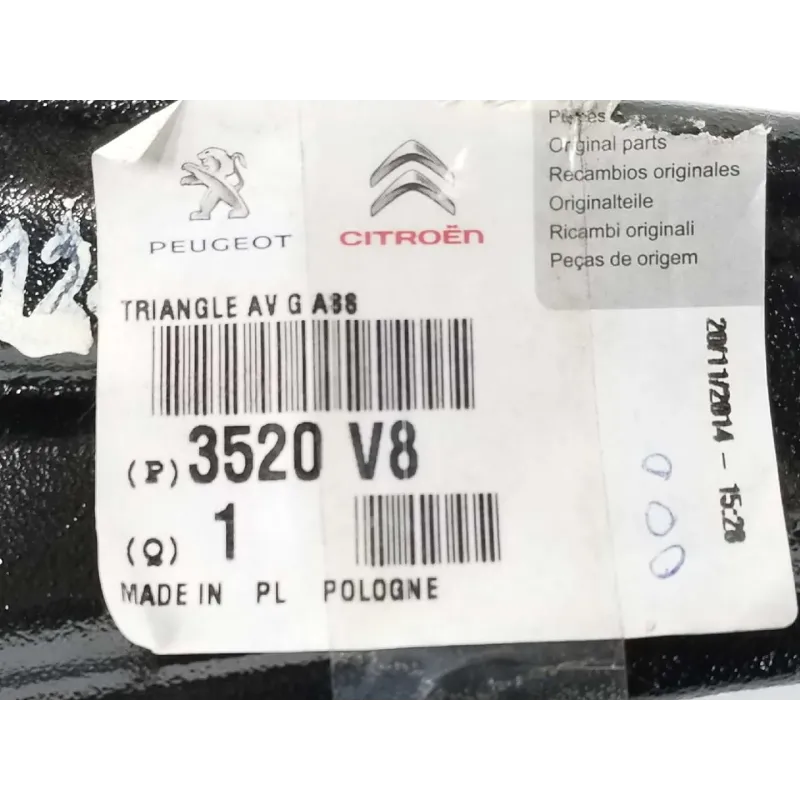 Pièces
Original parts
Recambios originales
Originalteile
Ricambi originali
Peças de origem
PEUGEOT
CITROËN
TRIANGLE AV G A88
(P) 3520 V8
(Q) 1
MADE IN PL POLOGNE
20/11/2014 - 15:28
000
12